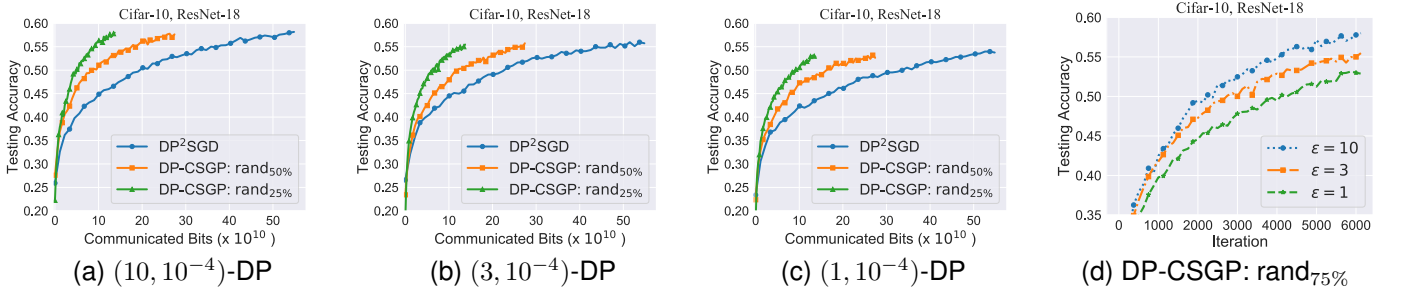 Cifar-10, ResNet-18
0.60
0.55
0.50
0.45
0.40
0.35
0.30
0.25
0.20
Testing Accuracy
DP²SGD
DP-CSGP: rand₅₀%
DP-CSGP: rand₂₅%
0 10 20 30 40 50
Communicated Bits (x 10¹⁰ )
(a) (10, 10⁻⁴)-DP
Cifar-10, ResNet-18
0.60
0.55
0.50
0.45
0.40
0.35
0.30
0.25
0.20
Testing Accuracy
DP²SGD
DP-CSGP: rand₅₀%
DP-CSGP: rand₂₅%
0 10 20 30 40 50
Communicated Bits (x 10¹⁰ )
(b) (3, 10⁻⁴)-DP
Cifar-10, ResNet-18
0.60
0.55
0.50
0.45
0.40
0.35
0.30
0.25
0.20
Testing Accuracy
DP²SGD
DP-CSGP: rand₅₀%
DP-CSGP: rand₂₅%
0 10 20 30 40 50
Communicated Bits (x 10¹⁰ )
(c) (1, 10⁻⁴)-DP
Cifar-10, ResNet-18
0.60
0.55
0.50
0.45
0.40
0.35
Testing Accuracy
ε = 10
ε = 3
ε = 1
0 1000 2000 3000 4000 5000 6000
Iteration
(d) DP-CSGP: rand₇₅%